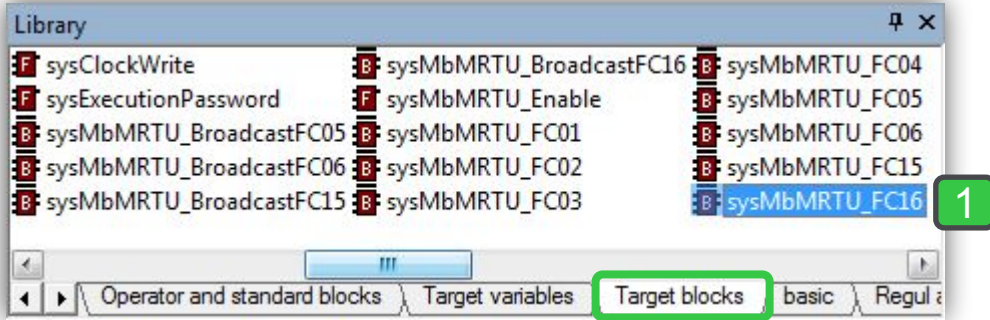 Library
F sysClockWrite B sysMbMRTU_BroadcastFC16 B sysMbMRTU_FC04
F sysExecutionPassword F sysMbMRTU_Enable B sysMbMRTU_FC05
B sysMbMRTU_BroadcastFC05 B sysMbMRTU_FC01 B sysMbMRTU_FC06
B sysMbMRTU_BroadcastFC06 B sysMbMRTU_FC02 B sysMbMRTU_FC15
B sysMbMRTU_BroadcastFC15 B sysMbMRTU_FC03 B sysMbMRTU_FC16 1
Operator and standard blocks Target variables Target blocks basic Regul